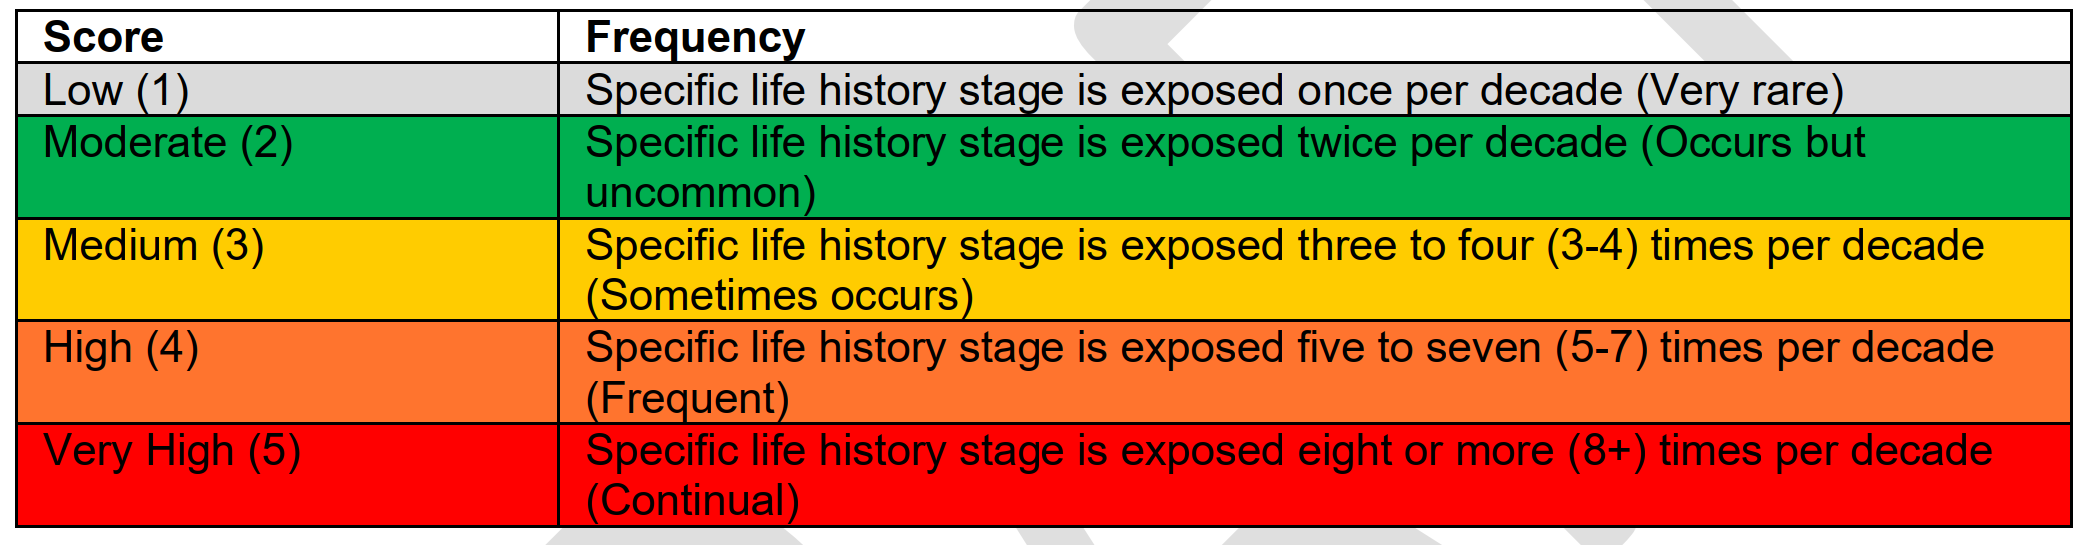 Score
Frequency
Low (1)
Specific life history stage is exposed once per decade (Very rare)
Moderate (2)
Specific life history stage is exposed twice per decade (Occurs but
uncommon)
Medium (3)
Specific life history stage is exposed three to four (3-4) times per decade
(Sometimes occurs)
High (4)
Specific life history stage is exposed five to seven (5-7) times per decade
(Frequent)
Very High (5)
Specific life history stage is exposed eight or more (8+) times per decade
(Continual)